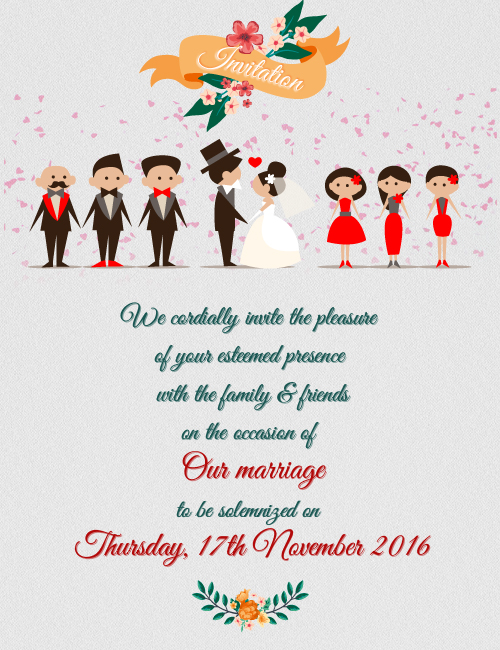 Invitation
We cordially invite the pleasure
of your esteemed presence
with the family & friends
on the occasion of
Our marriage
to be solemnized on
Thursday, 17th November 2016